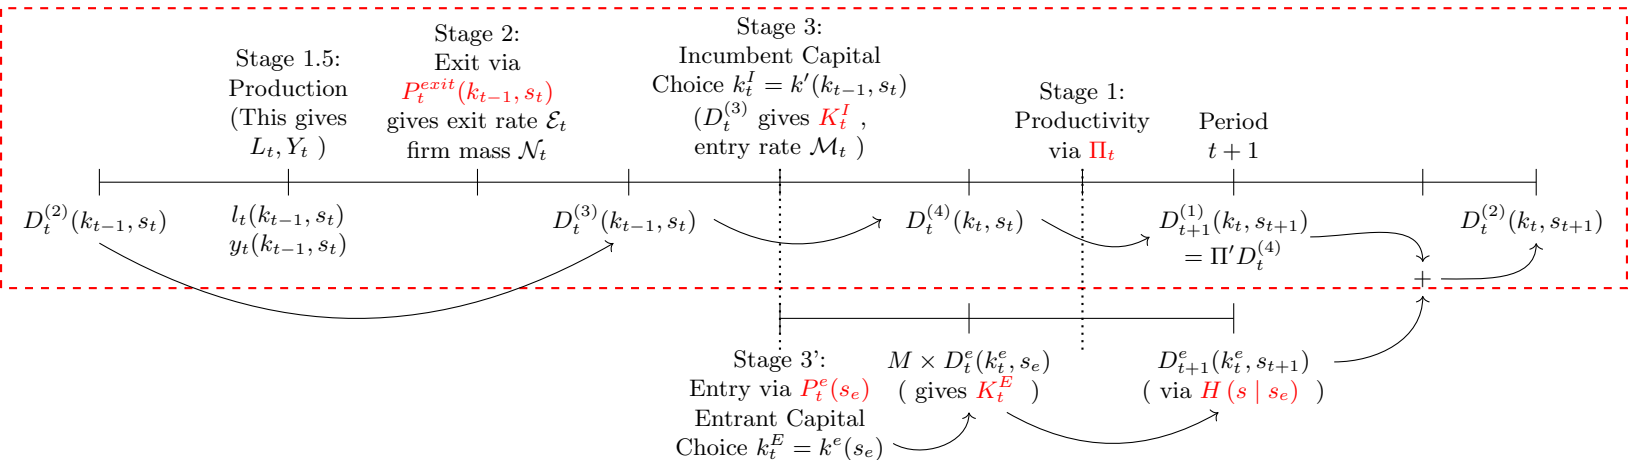 Stage 1.5:
Production
(This gives
$L_t, Y_t$ )
Stage 2:
Exit via
$P_t^{exit}(k_{t-1}, s_t)$
gives exit rate $\mathcal{E}_t$
firm mass $\mathcal{N}_t$
Stage 3:
Incumbent Capital
Choice $k_t^I = k'(k_{t-1}, s_t)$
($D_t^{(3)}$ gives $K_t^I$ ,
entry rate $\mathcal{M}_t$ )
Stage 1:
Productivity
via $\Pi_t$
Period
$t + 1$
$D_t^{(2)}(k_{t-1}, s_t)$
$l_t(k_{t-1}, s_t)$
$y_t(k_{t-1}, s_t)$
$D_t^{(3)}(k_{t-1}, s_t)$
$D_t^{(4)}(k_t, s_t)$
$D_{t+1}^{(1)}(k_t, s_{t+1})$
$= \Pi' D_t^{(4)}$
$D_t^{(2)}(k_t, s_{t+1})$
+
Stage 3':
Entry via $P_t^e(s_e)$
Entrant Capital
Choice $k_t^E = k^e(s_e)$
$M \times D_t^e(k_t^e, s_e)$
( gives $K_t^E$ )
$D_{t+1}^e(k_t^e, s_{t+1})$
( via $H(s \mid s_e)$ )